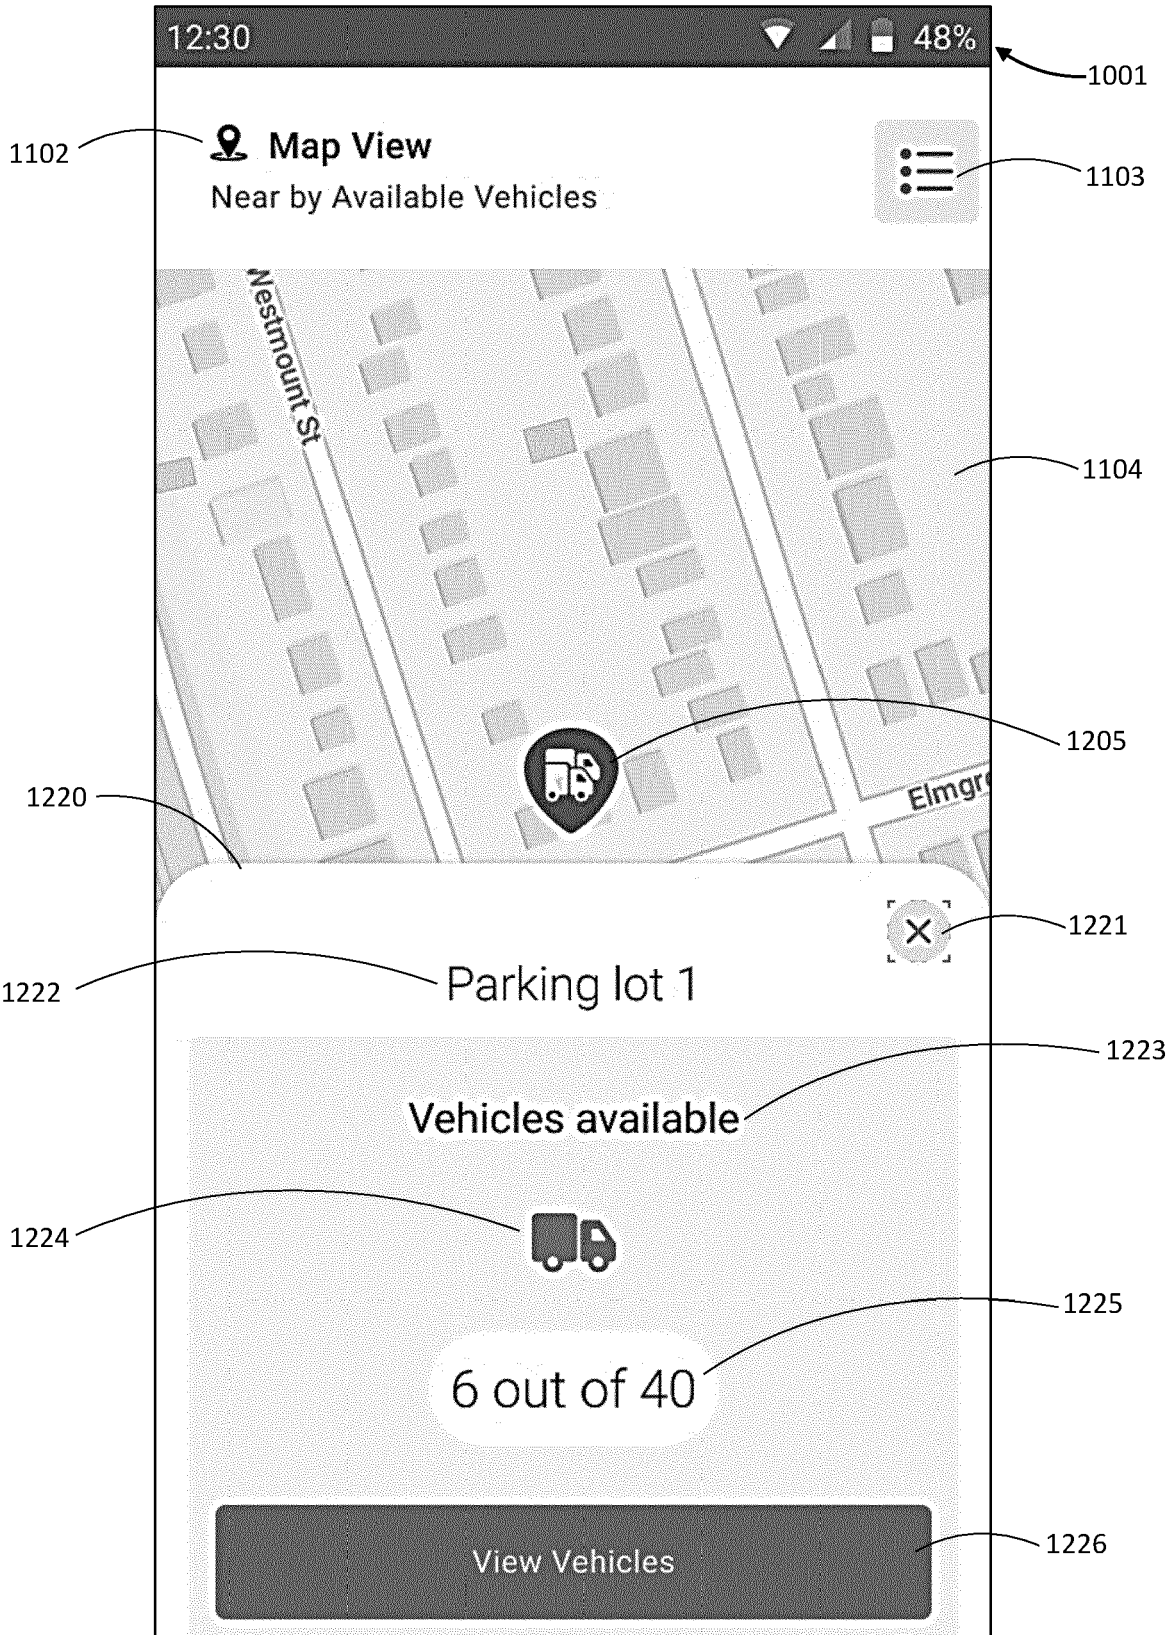 12:30 48%
1001
1102
Map View
1103
Near by Available Vehicles
Westmount St
1104
1205
1220
Elmgr
1221
1222
Parking lot 1
1223
Vehicles available
1224
1225
6 out of 40
1226
View Vehicles